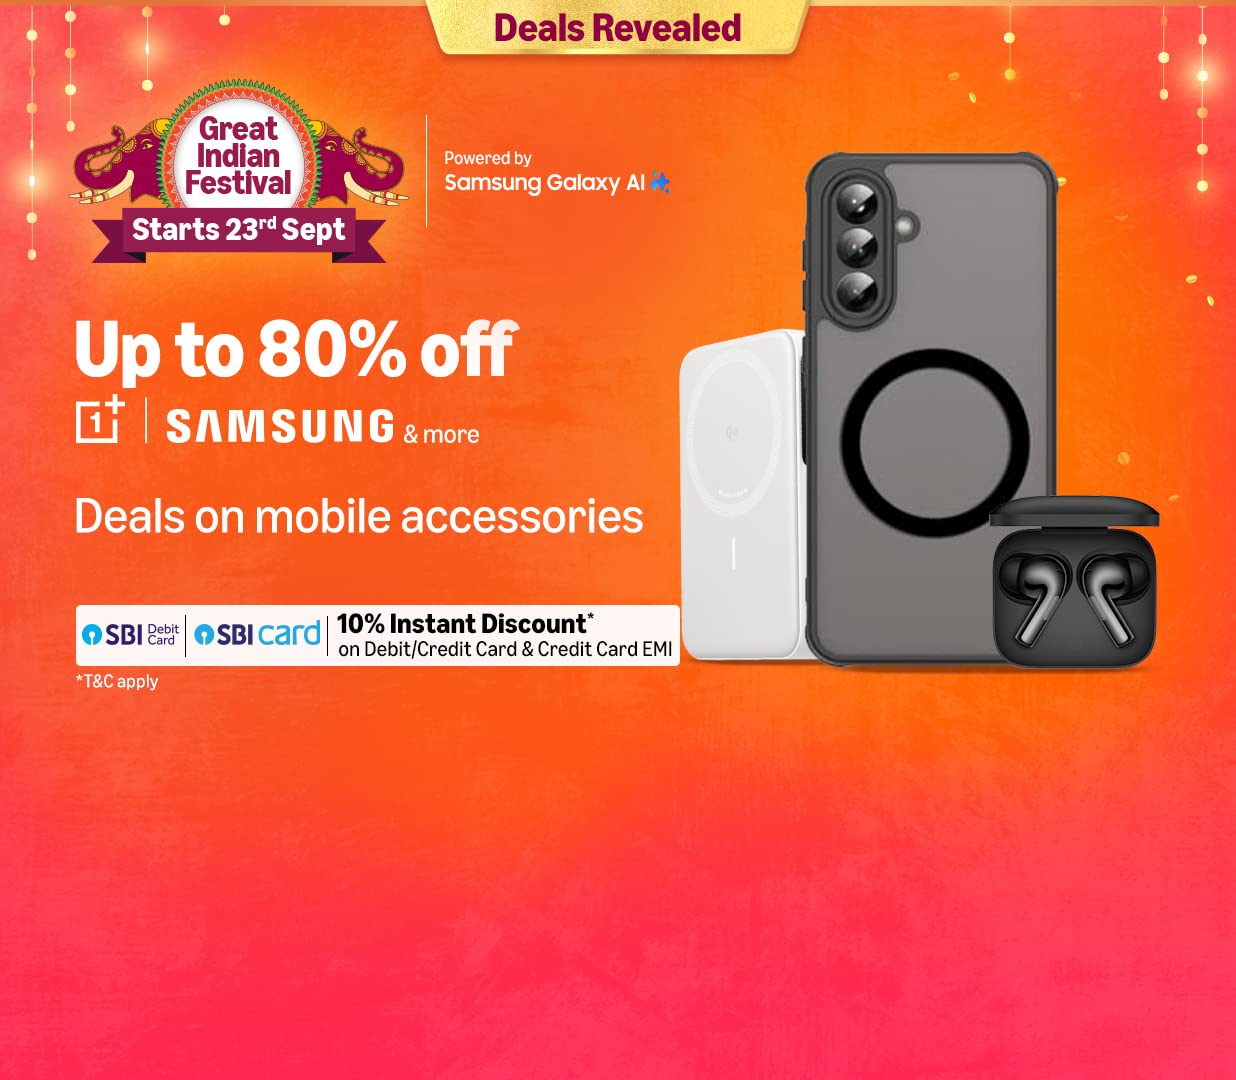 Deals Revealed
Great
Indian
Festival
Starts 23rd Sept
Powered by
Samsung Galaxy AI
Up to 80% off
1+ SAMSUNG & more
Deals on mobile accessories
SBI Debit Card SBI card 10% Instant Discount*
on Debit/Credit Card & Credit Card EMI
*T&C apply